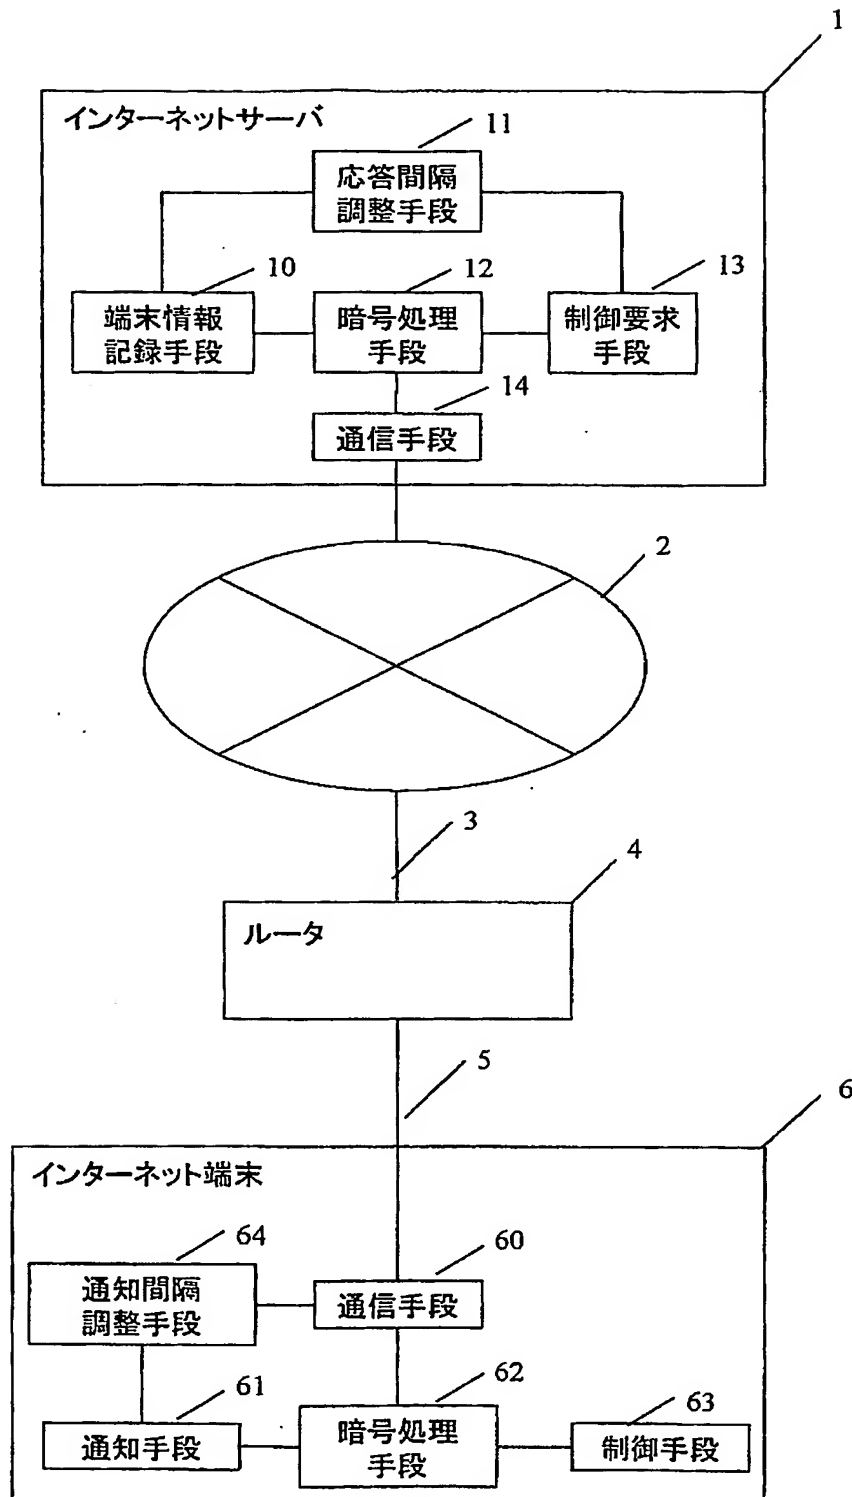 1
インターネットサーバ
11
応答間隔
調整手段
10
12
13
端末情報
記録手段
暗号処理
手段
制御要求
手段
14
通信手段
2
3
4
ルータ
5
6
インターネット端末
64
60
通知間隔
調整手段
通信手段
61
62
63
通知手段
暗号処理
手段
制御手段